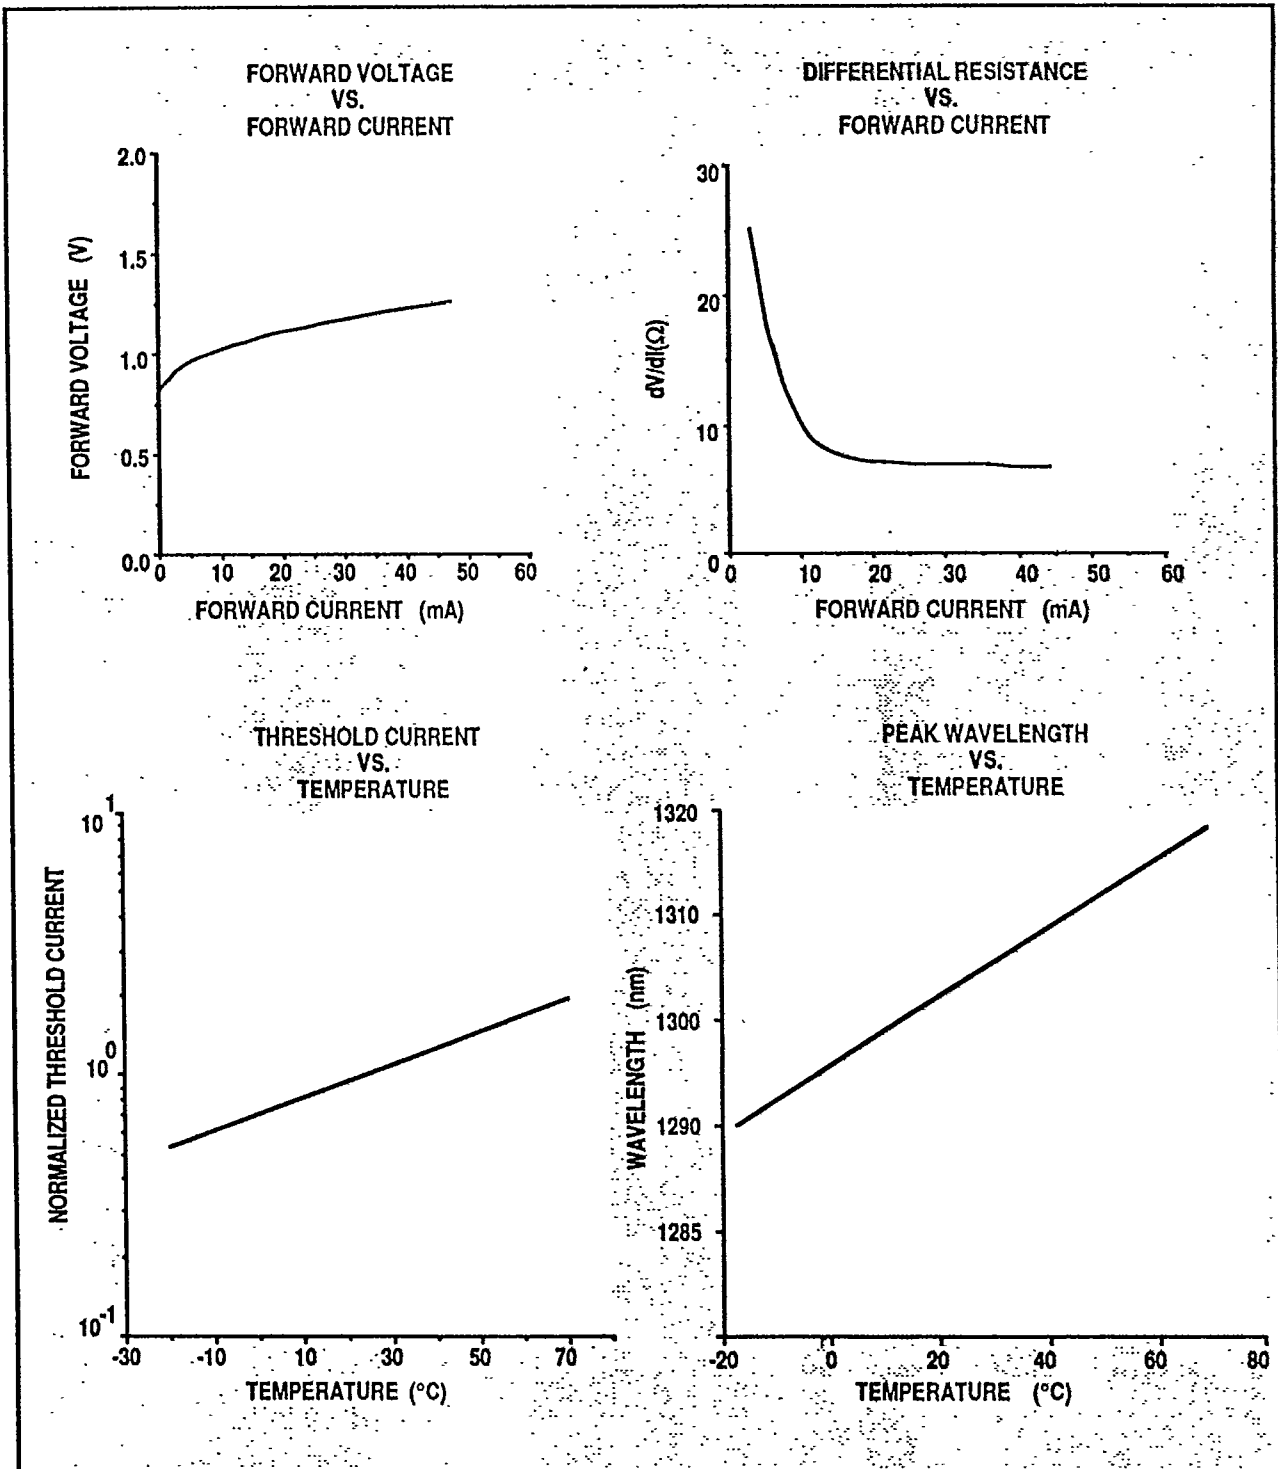 FORWARD VOLTAGE
VS.
FORWARD CURRENT
2.0
1.5
1.0
0.5
0.0
FORWARD VOLTAGE (V)
0 10 20 30 40 50 60
FORWARD CURRENT (mA)
DIFFERENTIAL RESISTANCE
VS.
FORWARD CURRENT
30
20
10
0
dV/dI(Ω)
0 10 20 30 40 50 60
FORWARD CURRENT (mA)
THRESHOLD CURRENT
VS.
TEMPERATURE
10^1
10^0
10^-1
NORMALIZED THRESHOLD CURRENT
-30 -10 10 30 50 70
TEMPERATURE (°C)
PEAK WAVELENGTH
VS.
TEMPERATURE
1320
1310
1300
1290
1285
WAVELENGTH (nm)
-20 0 20 40 60 80
TEMPERATURE (°C)